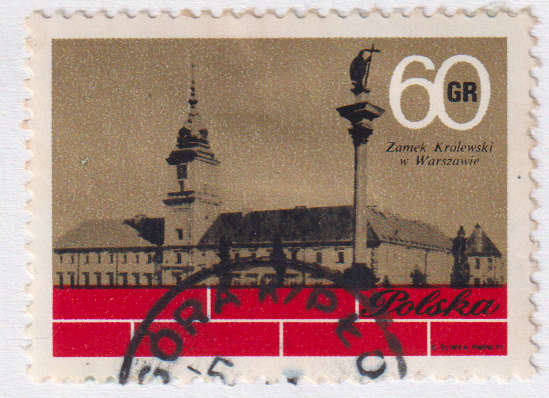 60 GR
Zamek Królewski
w Warszawie
Polska